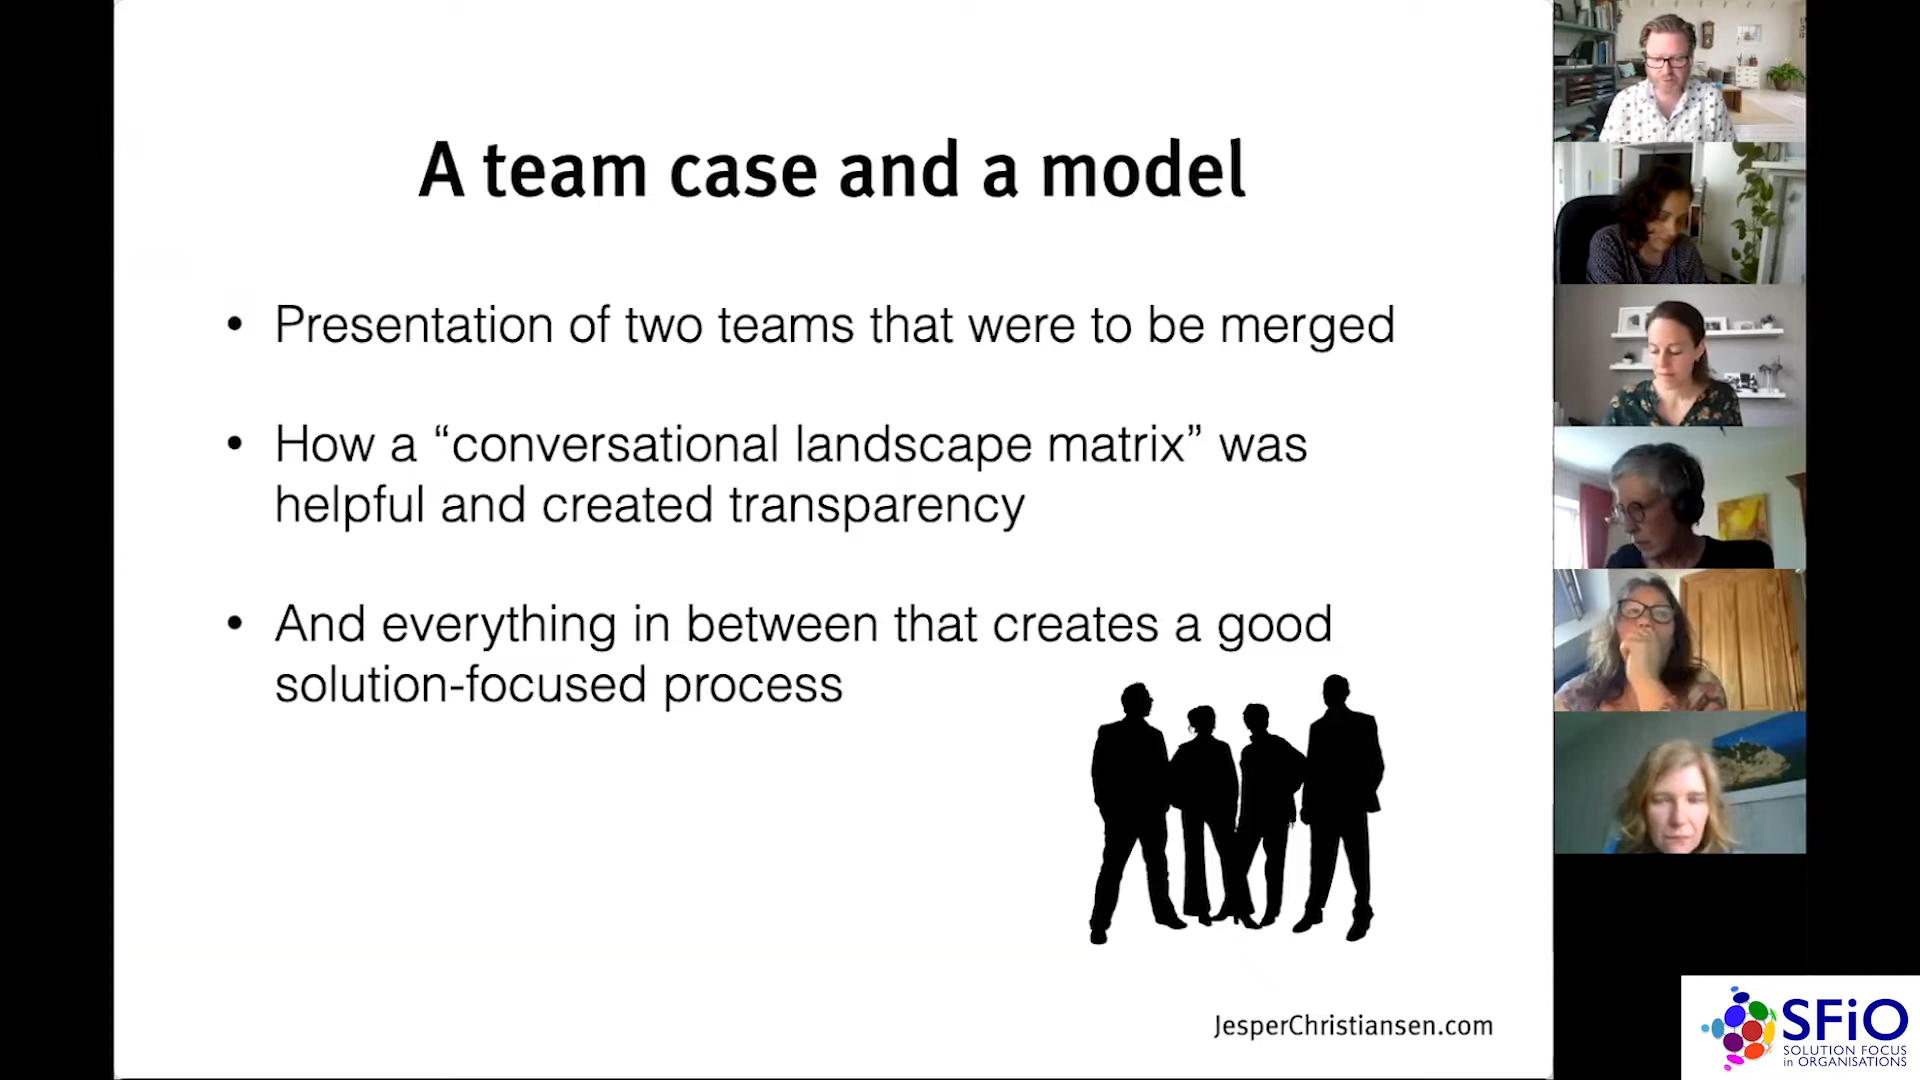 A team case and a model
• Presentation of two teams that were to be merged
• How a “conversational landscape matrix” was
helpful and created transparency
• And everything in between that creates a good
solution-focused process
JesperChristiansen.com
SFiO
SOLUTION FOCUS
in ORGANISATIONS